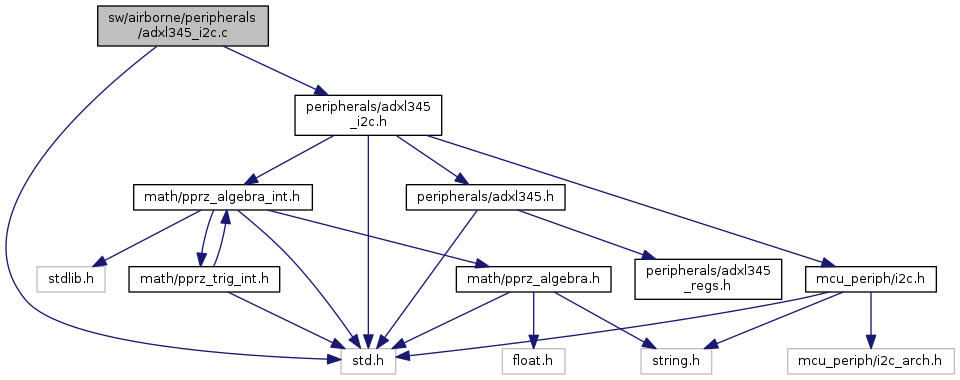 sw/airborne/peripherals
/adxl345_i2c.c
peripherals/adxl345
_i2c.h
math/pprz_algebra_int.h
peripherals/adxl345.h
stdlib.h
math/pprz_trig_int.h
math/pprz_algebra.h
peripherals/adxl345
_regs.h
mcu_periph/i2c.h
std.h
float.h
string.h
mcu_periph/i2c_arch.h